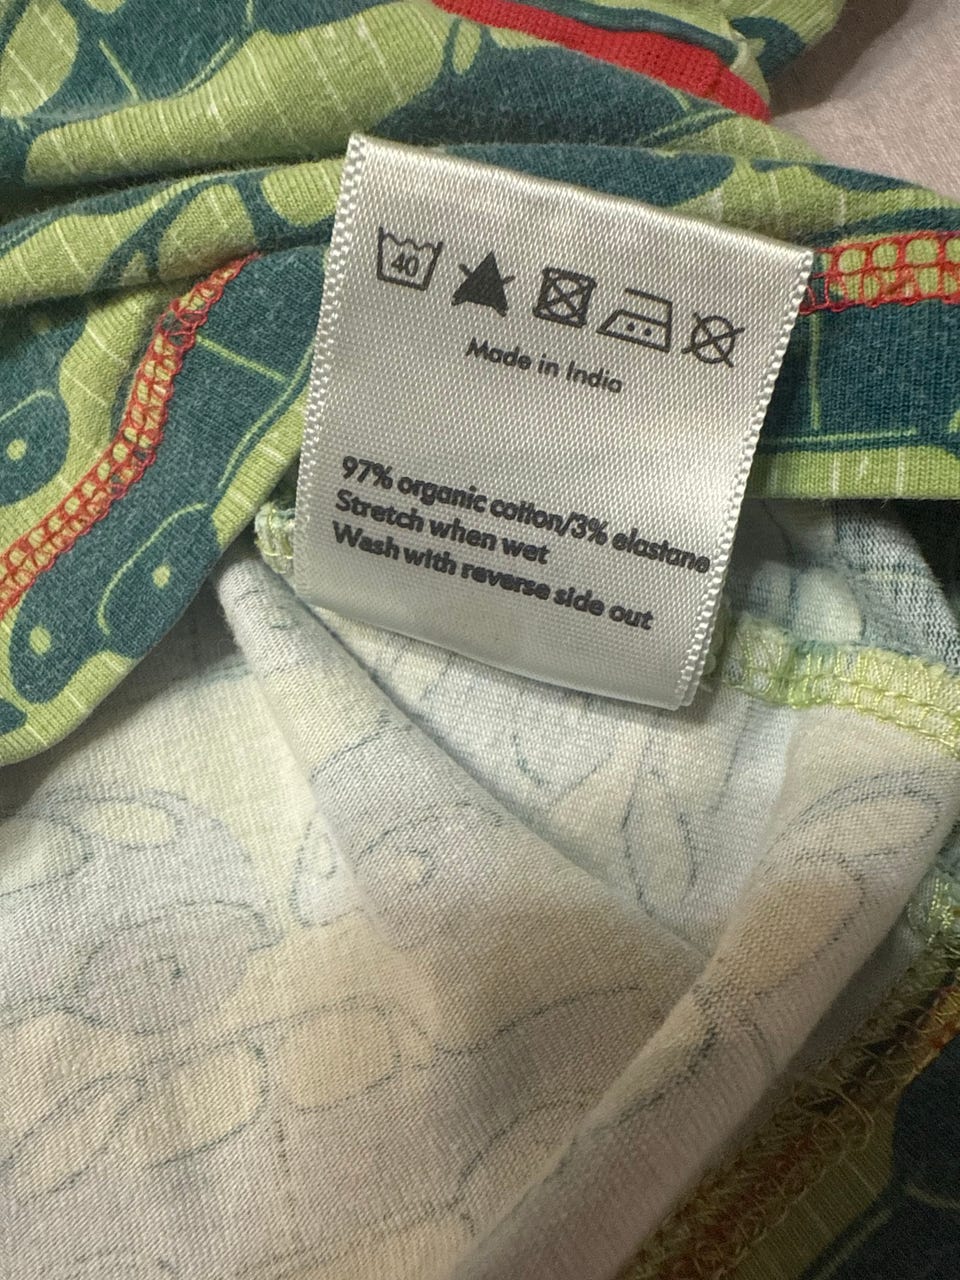 40
Made in India
97% organic cotton/3% elastane
Stretch when wet
Wash with reverse side out